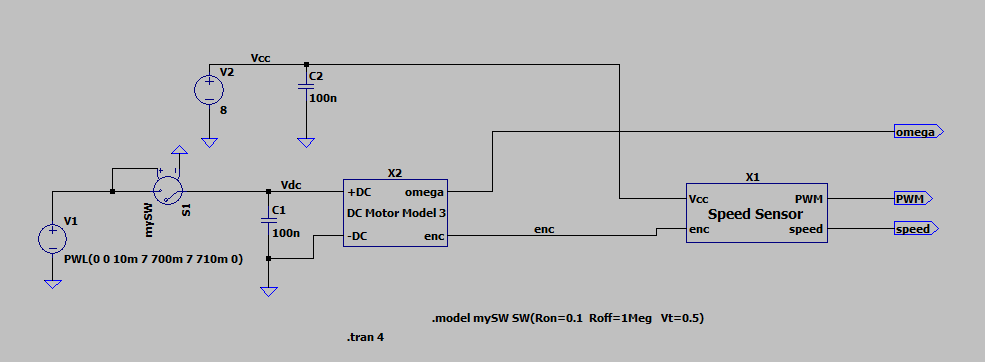 Vcc
V2
8
C2
100n
omega
+ -
mySW
S1
Vdc
C1
100n
X2
+DC omega
DC Motor Model 3
-DC enc
enc
X1
Vcc PWM
Speed Sensor
enc speed
PWM
speed
V1
PWL(0 0 10m 7 700m 7 710m 0)
.model mySW SW(Ron=0.1 Roff=1Meg Vt=0.5)
.tran 4